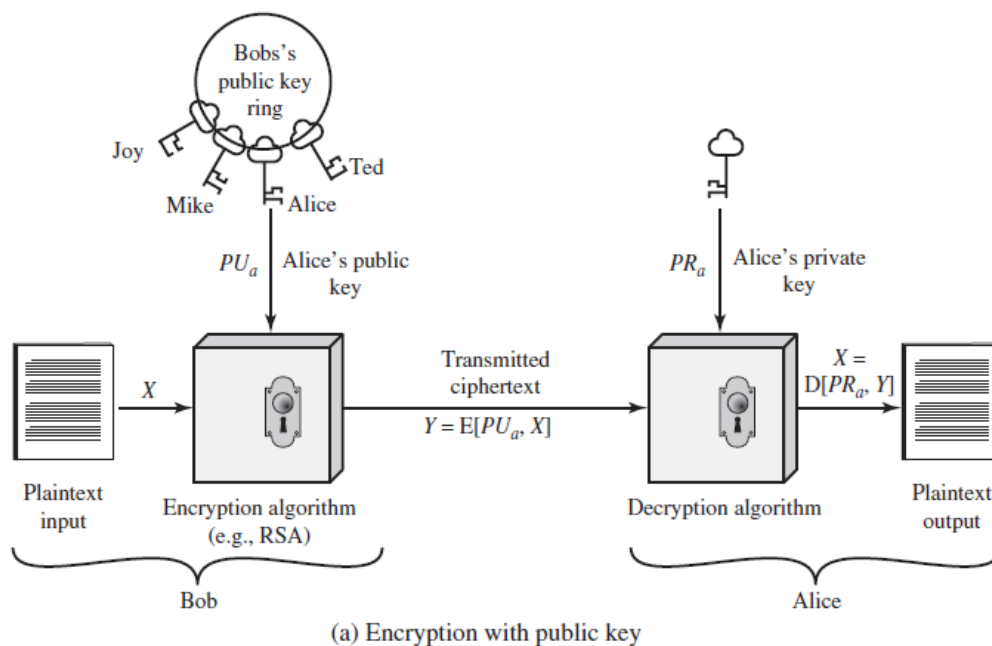 Bobs's
public key
ring
Joy
Mike
Alice
Ted
PUₐ
Alice's public
key
PRₐ
Alice's private
key
X
Transmitted
ciphertext
Y = E[PUₐ, X]
X =
D[PRₐ, Y]
Plaintext
input
Encryption algorithm
(e.g., RSA)
Decryption algorithm
Plaintext
output
Bob
Alice
(a) Encryption with public key